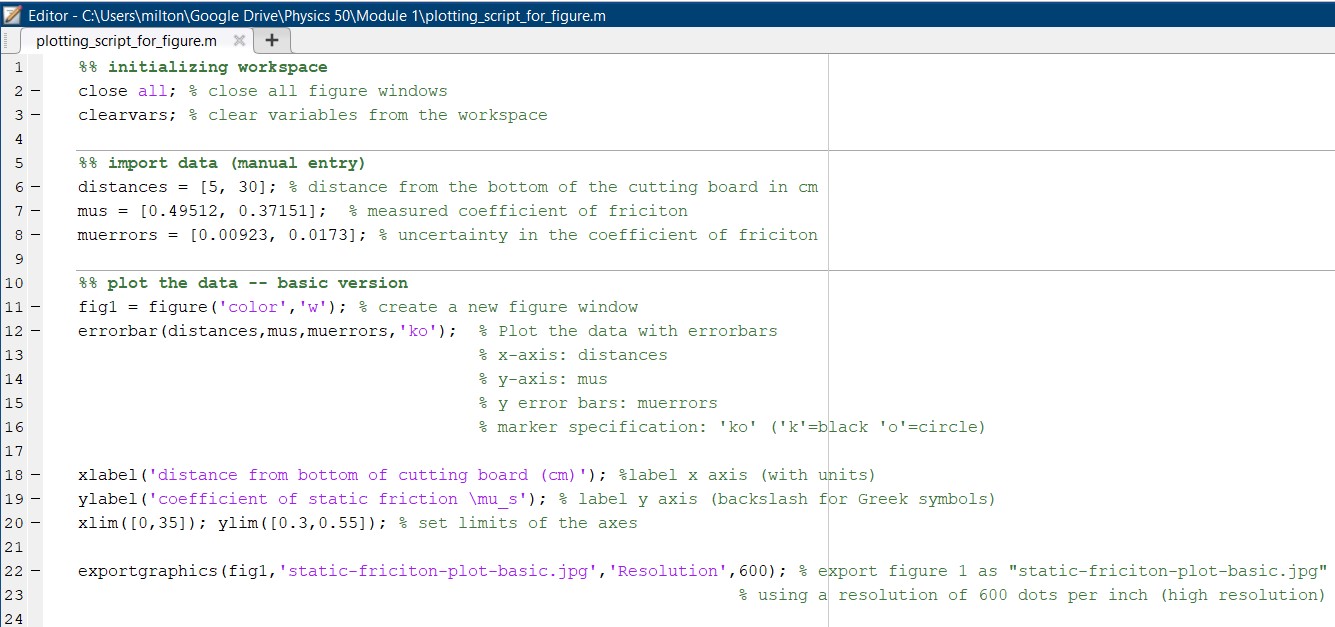 Editor - C:\Users\milton\Google Drive\Physics 50\Module 1\plotting_script_for_figure.m
plotting_script_for_figure.m × +
1 %% initializing workspace
2 – close all; % close all figure windows
3 – clearvars; % clear variables from the workspace
4
5 %% import data (manual entry)
6 – distances = [5, 30]; % distance from the bottom of the cutting board in cm
7 – mus = [0.49512, 0.37151];  % measured coefficient of friciton
8 – muerrors = [0.00923, 0.0173]; % uncertainty in the coefficient of friciton
9
10 %% plot the data -- basic version
11 – fig1 = figure('color','w'); % create a new figure window
12 – errorbar(distances,mus,muerrors,'ko');  % Plot the data with errorbars
13 % x-axis: distances
14 % y-axis: mus
15 % y error bars: muerrors
16 % marker specification: 'ko' ('k'=black 'o'=circle)
17
18 – xlabel('distance from bottom of cutting board (cm)'); %label x axis (with units)
19 – ylabel('coefficient of static friction \mu_s'); % label y axis (backslash for Greek symbols)
20 – xlim([0,35]); ylim([0.3,0.55]); % set limits of the axes
21
22 – exportgraphics(fig1,'static-friciton-plot-basic.jpg','Resolution',600); % export figure 1 as "static-friciton-plot-basic.jpg"
23 % using a resolution of 600 dots per inch (high resolution)
24